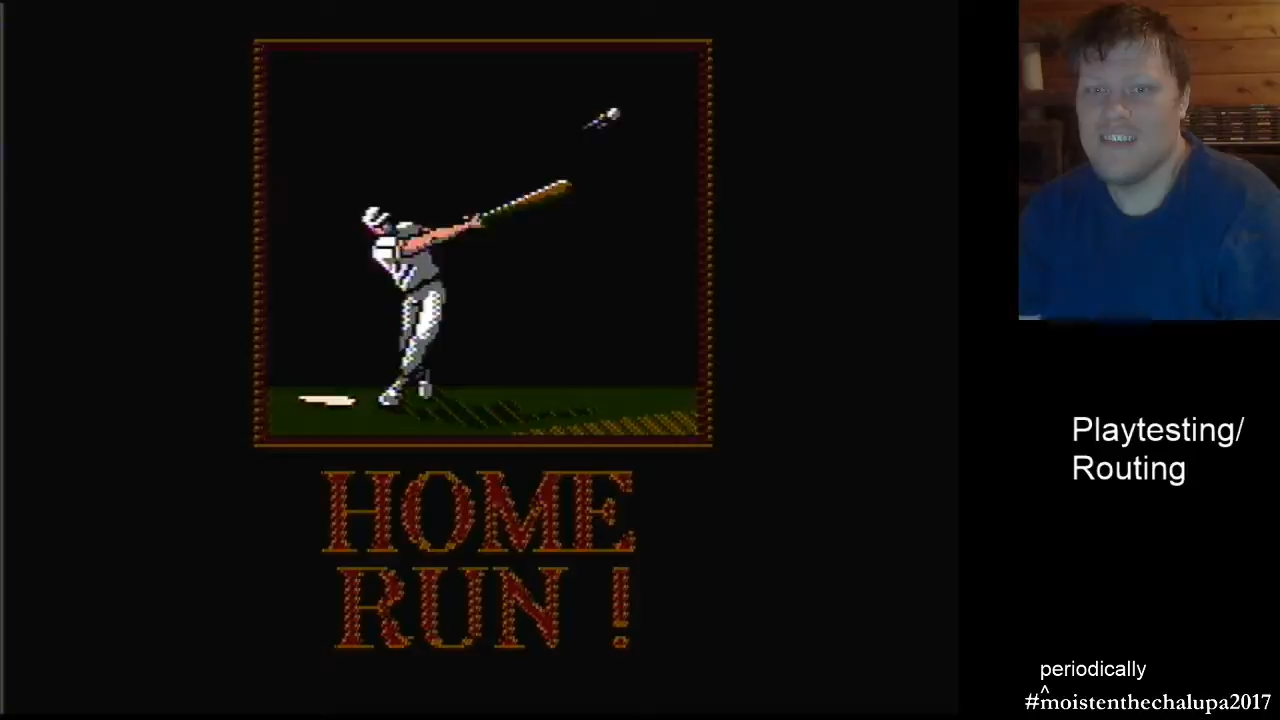 HOME
RUN !
Playtesting/
Routing
periodically
^
#moistenthechalupa2017